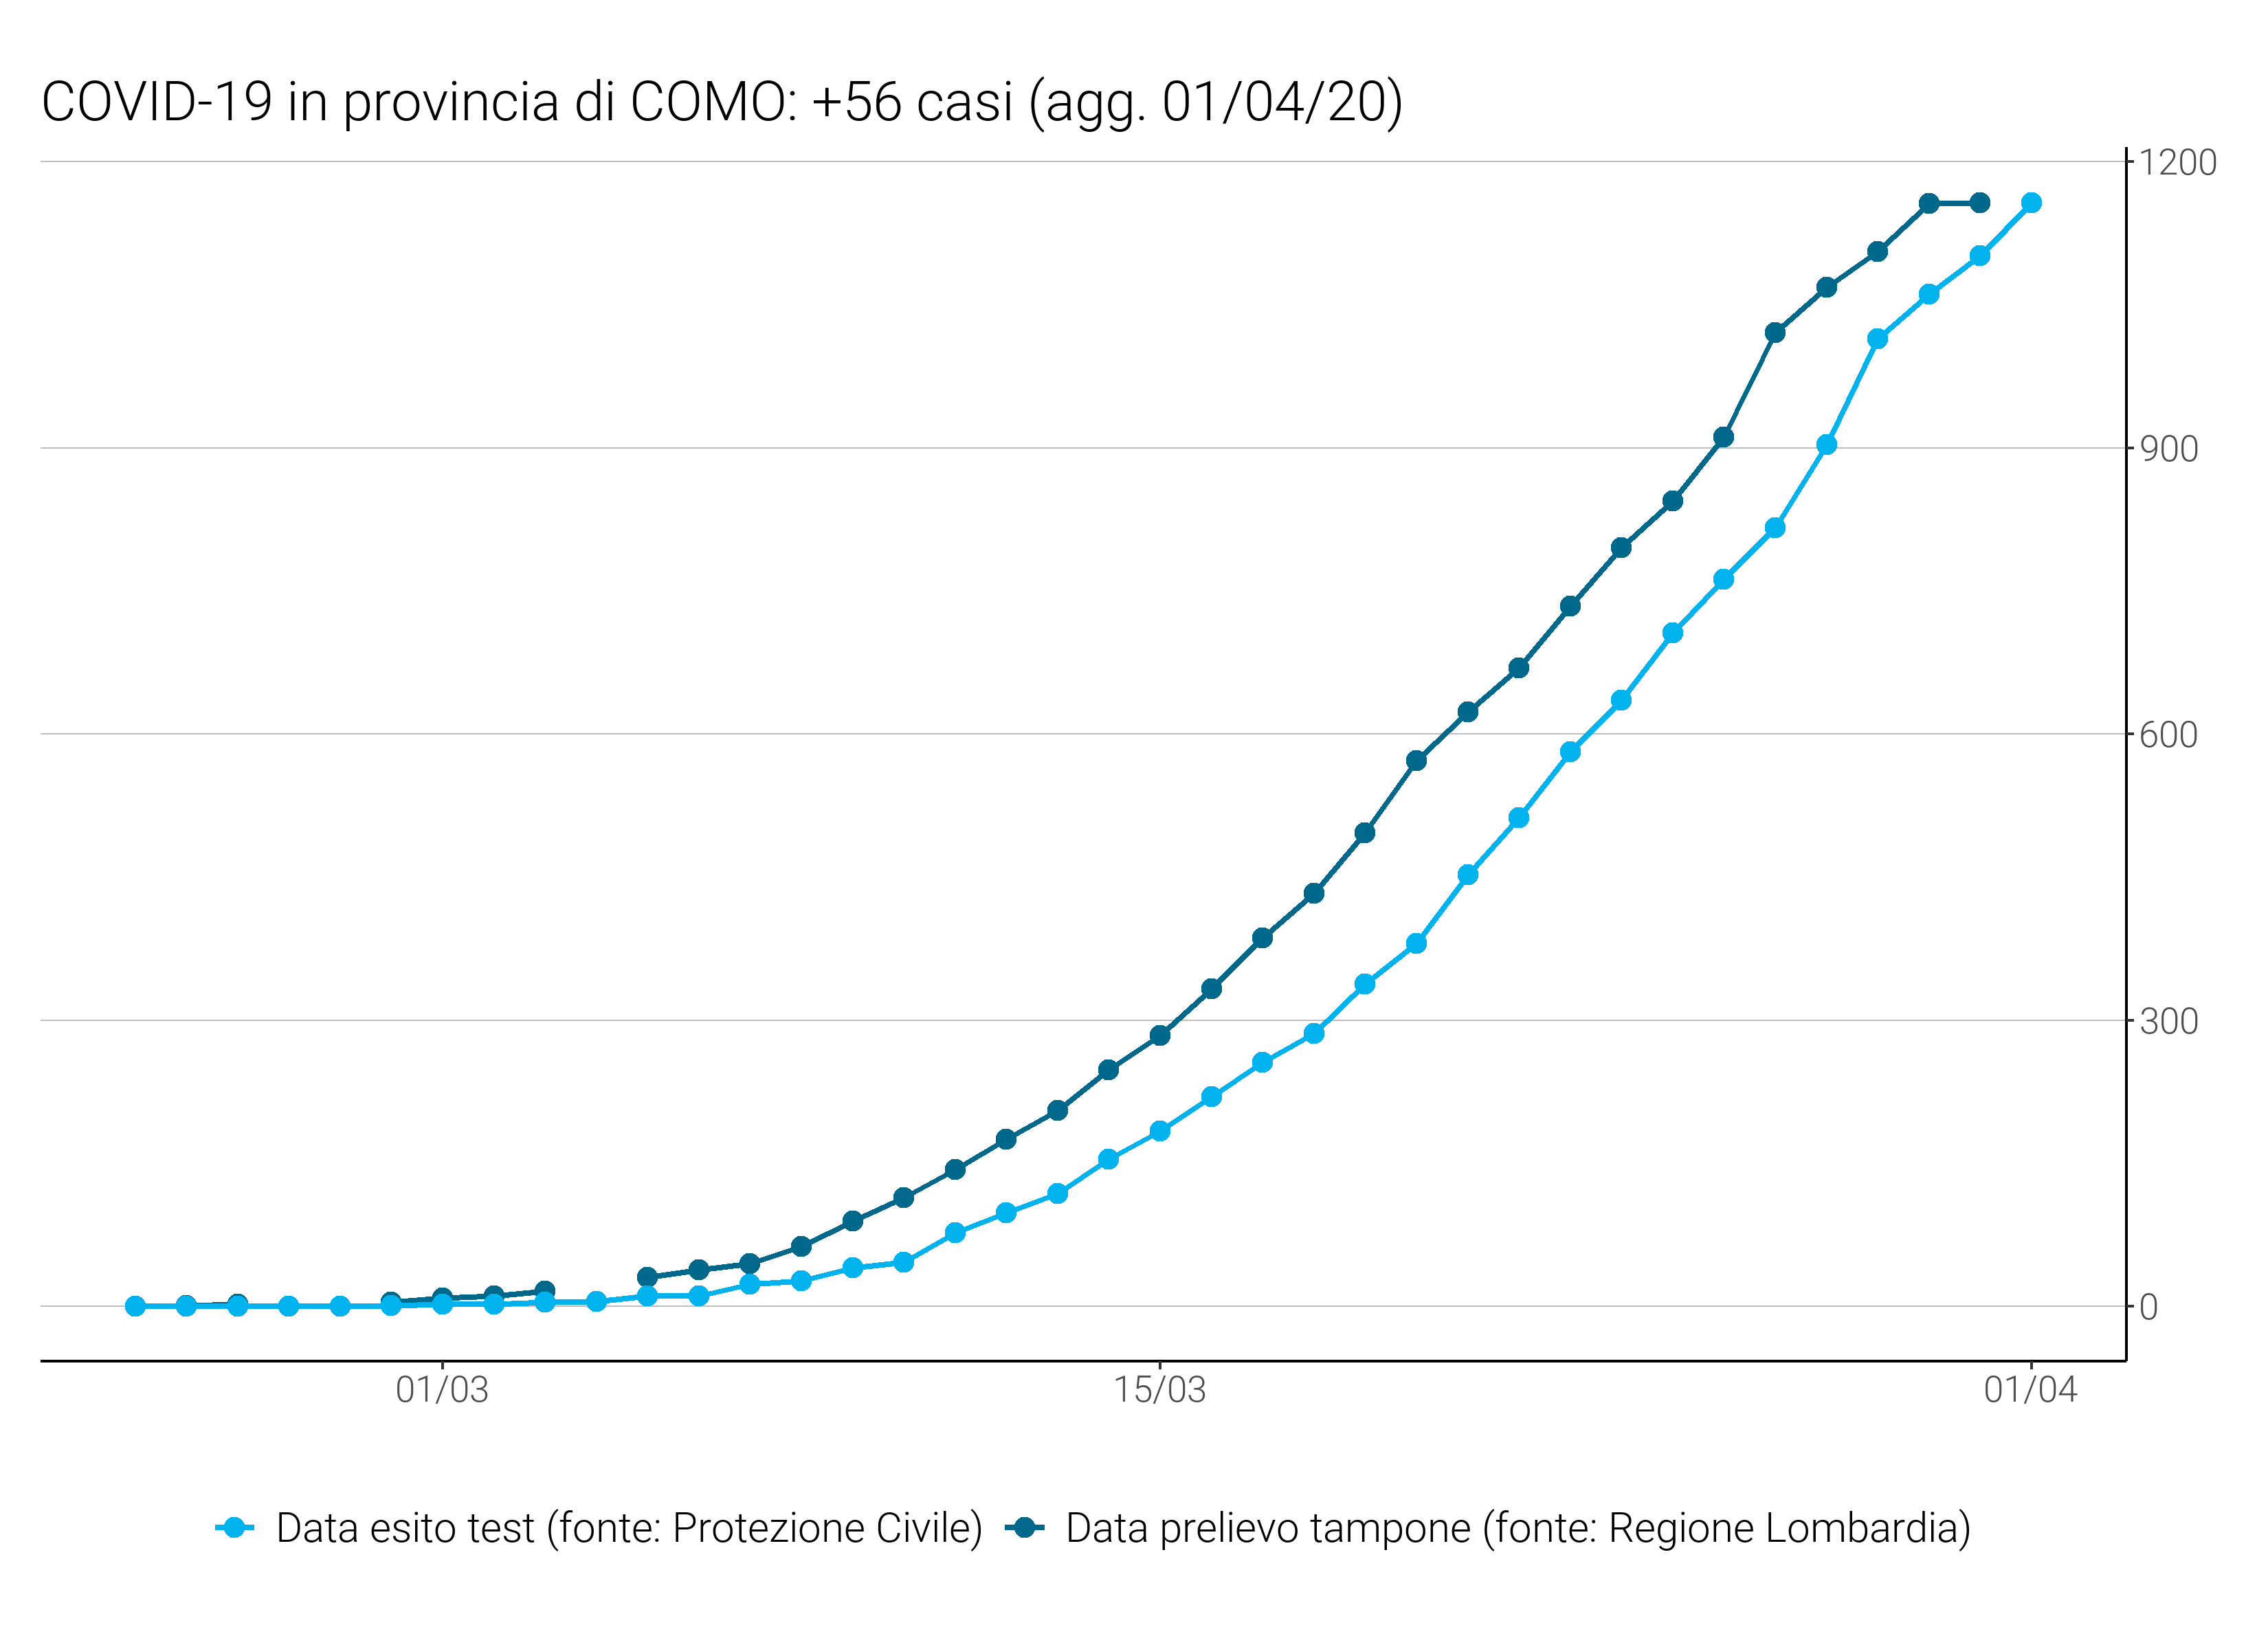 COVID-19 in provincia di COMO: +56 casi (agg. 01/04/20)
1200
900
600
300
0
01/03 15/03 01/04
Data esito test (fonte: Protezione Civile) Data prelievo tampone (fonte: Regione Lombardia)